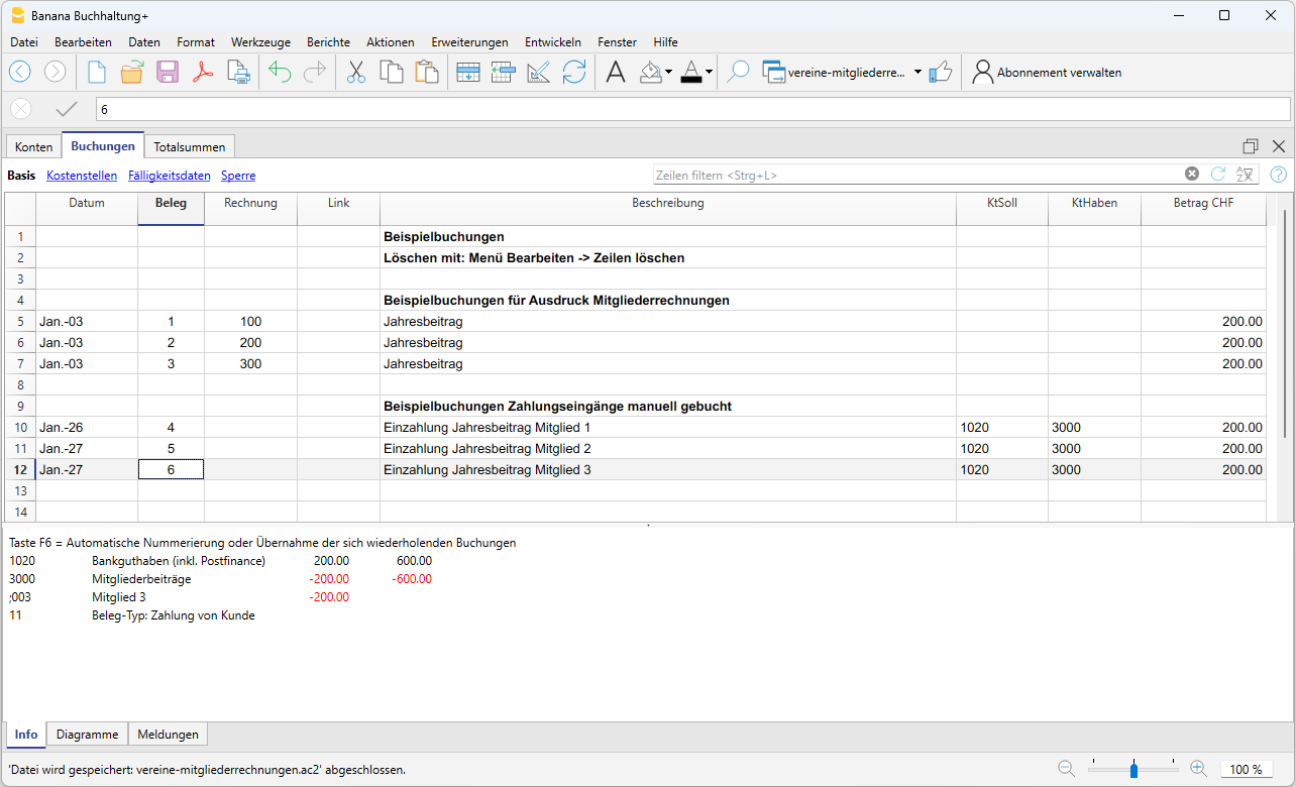 Banana Buchhaltung+
Datei Bearbeiten Daten Format Werkzeuge Berichte Aktionen Erweiterungen Entwickeln Fenster Hilfe
vereine-mitgliederre... Abonnement verwalten
6
Konten Buchungen Totalsummen
Basis Kostenstellen Fälligkeitsdaten Sperre Zeilen filtern <Strg+L>
Datum Beleg Rechnung Link Beschreibung KtSoll KtHaben Betrag CHF
1 Beispielbuchungen
2 Löschen mit: Menü Bearbeiten -> Zeilen löschen
3
4 Beispielbuchungen für Ausdruck Mitgliederrechnungen
5 Jan.-03 1 100 Jahresbeitrag 200.00
6 Jan.-03 2 200 Jahresbeitrag 200.00
7 Jan.-03 3 300 Jahresbeitrag 200.00
8
9 Beispielbuchungen Zahlungseingänge manuell gebucht
10 Jan.-26 4 Einzahlung Jahresbeitrag Mitglied 1 1020 3000 200.00
11 Jan.-27 5 Einzahlung Jahresbeitrag Mitglied 2 1020 3000 200.00
12 Jan.-27 6 Einzahlung Jahresbeitrag Mitglied 3 1020 3000 200.00
13
14
Taste F6 = Automatische Nummerierung oder Übernahme der sich wiederholenden Buchungen
1020 Bankguthaben (inkl. Postfinance) 200.00 600.00
3000 Mitgliederbeiträge -200.00 -600.00
;003 Mitglied 3 -200.00
11 Beleg-Typ: Zahlung von Kunde
Info Diagramme Meldungen
'Datei wird gespeichert: vereine-mitgliederrechnungen.ac2' abgeschlossen. 100 %